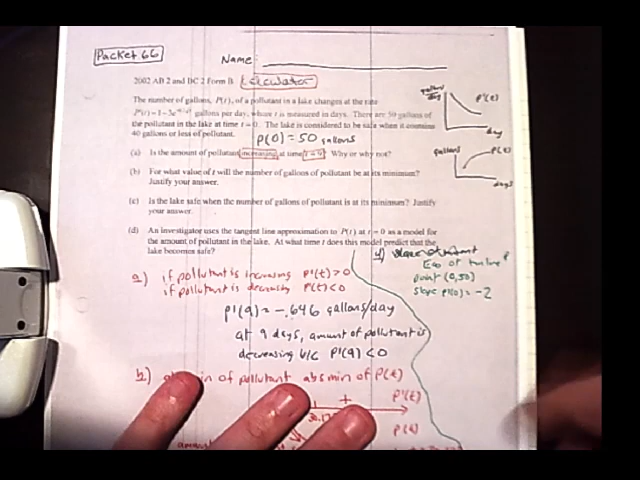 Packet 66
Name:
2002 AB 2 and BC 2 Form B Calculator
The number of gallons, P(t), of a pollutant in a lake changes at the rate
gallons per day, where t is measured in days. There are 50 gallons of
the pollutant in the lake at time t = 0. The lake is considered to be safe when it contains
40 gallons or less of pollutant.
P(0) = 50 gallons
(a) Is the amount of pollutant increasing at time t = 9? Why or why not?
(b) For what value of t will the number of gallons of pollutant be at its minimum?
Justify your answer.
(c) Is the lake safe when the number of gallons of pollutant is at its minimum? Justify
your answer.
(d) An investigator uses the tangent line approximation to P(t) at t = 0 as a model for
the amount of pollutant in the lake. At what time t does this model predict that the
lake becomes safe?
gallons
day
P'(t)
day
gallons
P(t)
days
a) if pollutant is increasing P'(t) > 0
if pollutant is decreasing P(t) < 0
P'(9) = -.646 gallons/day
at 9 days, amount of pollutant is
decreasing b/c P'(9) < 0
d)
point (0,50)
slope P'(0) = -2
b) of pollutant abs min of P(t)
+
P'(t)
P(t)